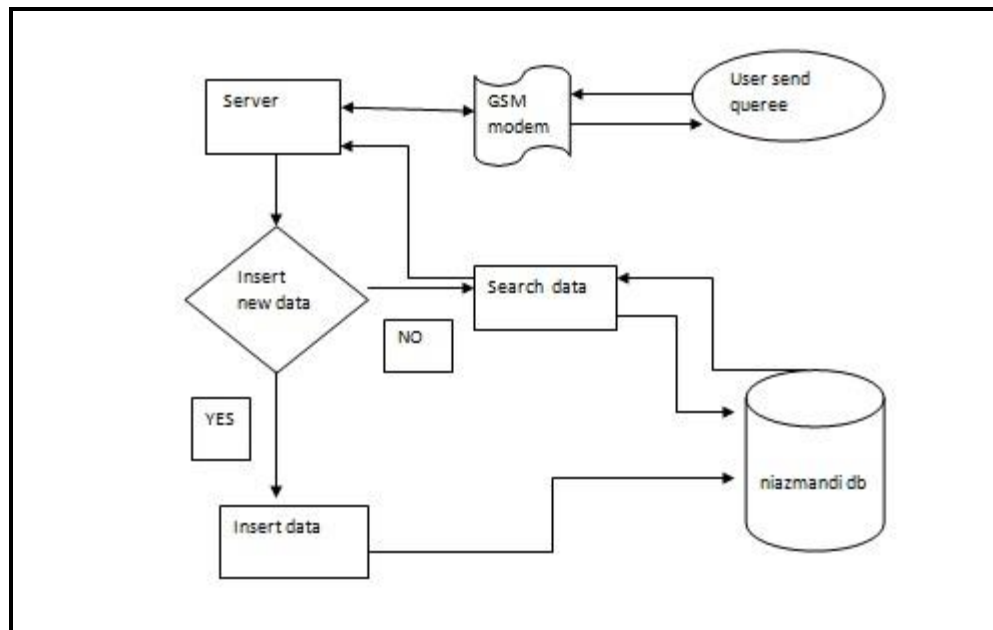 Server
GSM
modem
User send
queree
Insert
new data
Search data
NO
YES
niazmandi db
Insert data